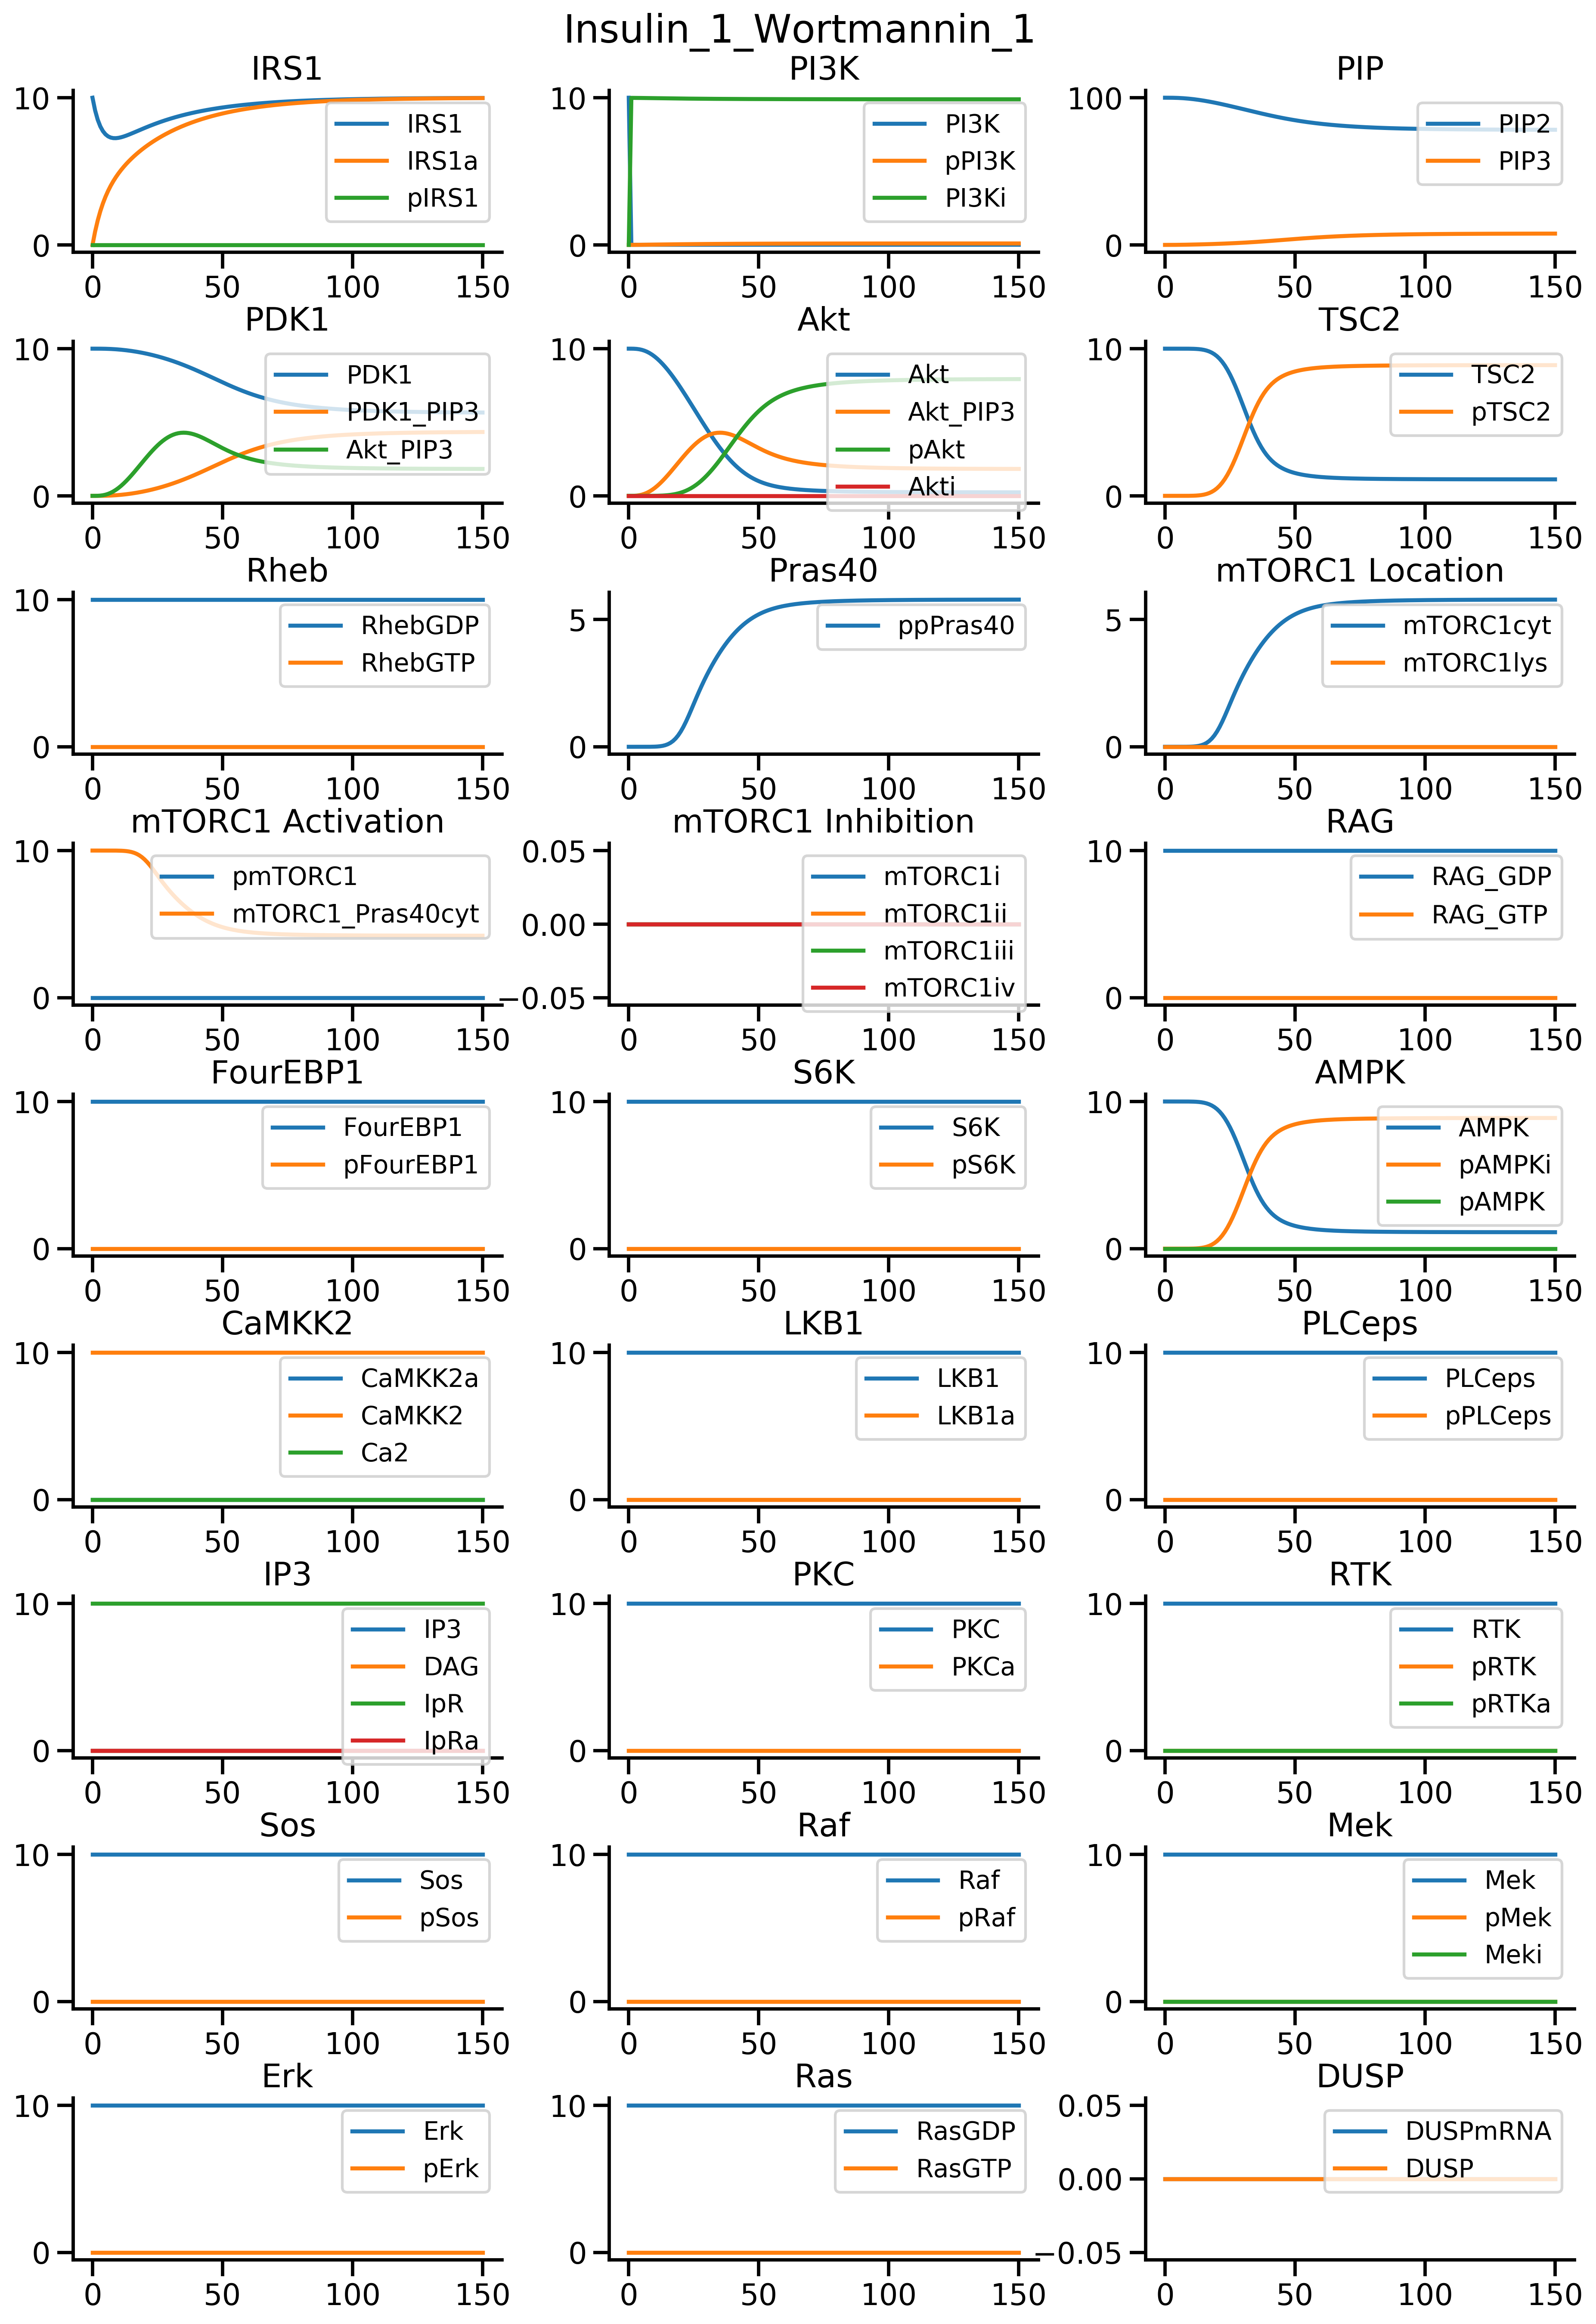 Insulin_1_Wortmannin_1
IRS1
10
0
IRS1
IRS1a
pIRS1
0 50 100 150
PI3K
10
0
PI3K
pPI3K
PI3Ki
0 50 100 150
PIP
100
0
PIP2
PIP3
0 50 100 150
PDK1
10
0
PDK1
PDK1_PIP3
Akt_PIP3
0 50 100 150
Akt
10
0
Akt
Akt_PIP3
pAkt
Akti
0 50 100 150
TSC2
10
0
TSC2
pTSC2
0 50 100 150
Rheb
10
0
RhebGDP
RhebGTP
0 50 100 150
Pras40
5
0
ppPras40
0 50 100 150
mTORC1 Location
5
0
mTORC1cyt
mTORC1lys
0 50 100 150
mTORC1 Activation
10
0
pmTORC1
mTORC1_Pras40cyt
0 50 100 150
mTORC1 Inhibition
0.05
0.00
−0.05
mTORC1i
mTORC1ii
mTORC1iii
mTORC1iv
0 50 100 150
RAG
10
0
RAG_GDP
RAG_GTP
0 50 100 150
FourEBP1
10
0
FourEBP1
pFourEBP1
0 50 100 150
S6K
10
0
S6K
pS6K
0 50 100 150
AMPK
10
0
AMPK
pAMPKi
pAMPK
0 50 100 150
CaMKK2
10
0
CaMKK2a
CaMKK2
Ca2
0 50 100 150
LKB1
10
0
LKB1
LKB1a
0 50 100 150
PLCeps
10
0
PLCeps
pPLCeps
0 50 100 150
IP3
10
0
IP3
DAG
IpR
IpRa
0 50 100 150
PKC
10
0
PKC
PKCa
0 50 100 150
RTK
10
0
RTK
pRTK
pRTKa
0 50 100 150
Sos
10
0
Sos
pSos
0 50 100 150
Raf
10
0
Raf
pRaf
0 50 100 150
Mek
10
0
Mek
pMek
Meki
0 50 100 150
Erk
10
0
Erk
pErk
0 50 100 150
Ras
10
0
RasGDP
RasGTP
0 50 100 150
DUSP
0.05
0.00
−0.05
DUSPmRNA
DUSP
0 50 100 150